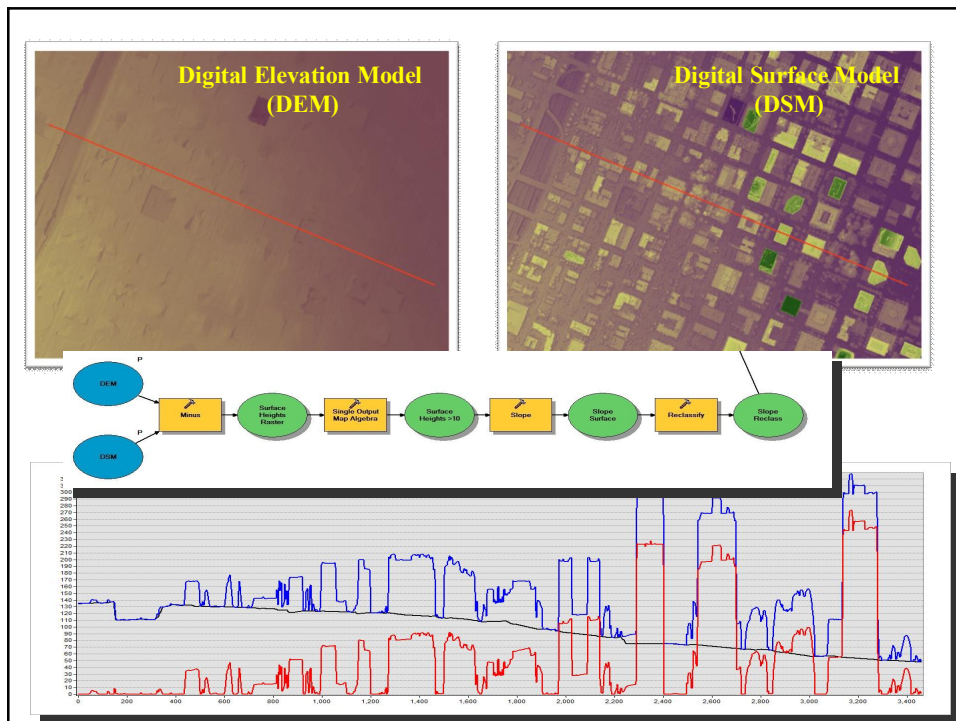 Digital Elevation Model
(DEM)
Digital Surface Model
(DSM)
P
DEM
Minus
Surface
Heights
Raster
Single Output
Map Algebra
Surface
Heights >10
Slope
Slope
Surface
Reclassify
Slope
Reclass
P
DSM
300
290
280
270
260
250
240
230
220
210
200
190
180
170
160
150
140
130
120
110
100
90
80
70
60
50
40
30
20
10
0
0 200 400 600 800 1,000 1,200 1,400 1,600 1,800 2,000 2,200 2,400 2,600 2,800 3,000 3,200 3,400